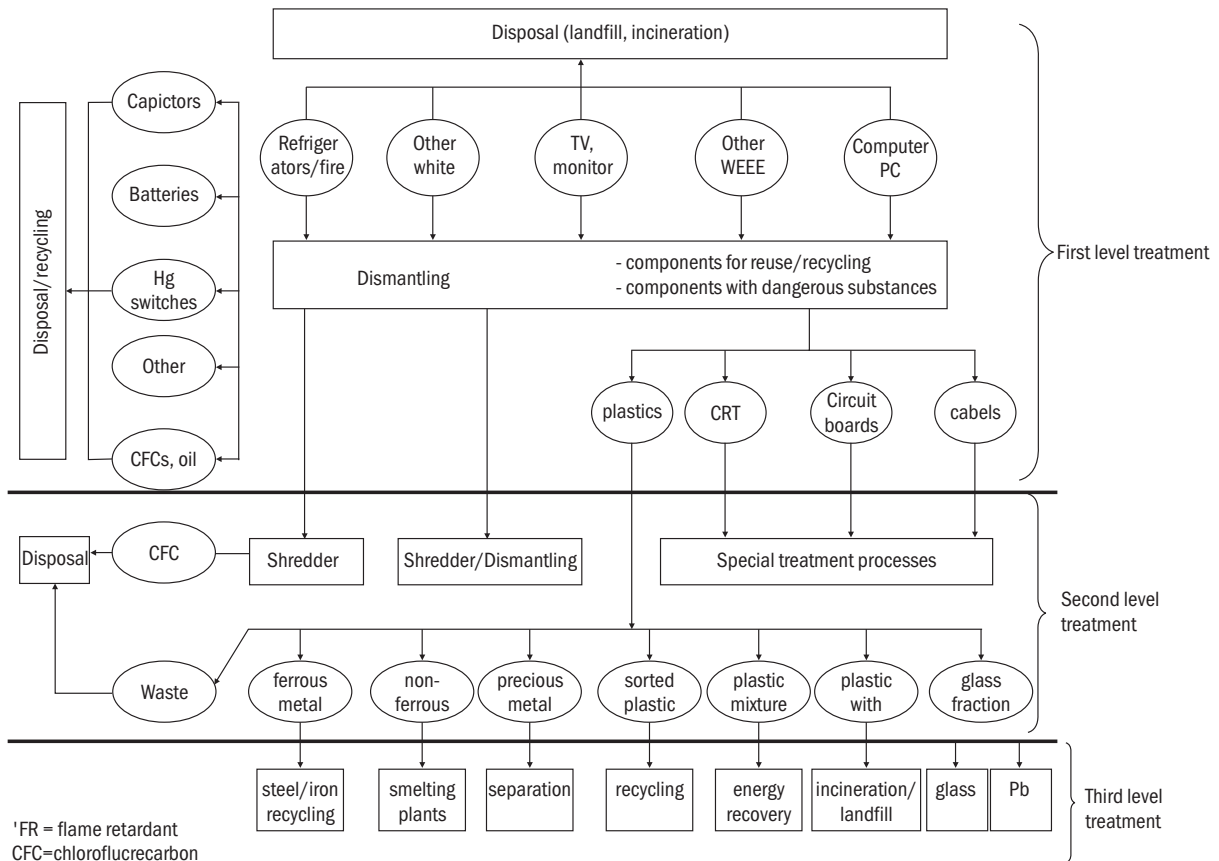 Disposal (landfill, incineration)
Capictors
Batteries
Hg
switches
Other
CFCs, oil
Disposal/recycling
Refriger
ators/fire
Other
white
TV,
monitor
Other
WEEE
Computer
PC
Dismantling
- components for reuse/recycling
- components with dangerous substances
First level treatment
plastics
CRT
Circuit
boards
cabels
Disposal
CFC
Shredder
Shredder/Dismantling
Special treatment processes
Second level
treatment
Waste
ferrous
metal
non-
ferrous
precious
metal
sorted
plastic
plastic
mixture
plastic
with
glass
fraction
steel/iron
recycling
smelting
plants
separation
recycling
energy
recovery
incineration/
landfill
glass
Pb
Third level
treatment
'FR = flame retardant
CFC=chloroflucrecarbon